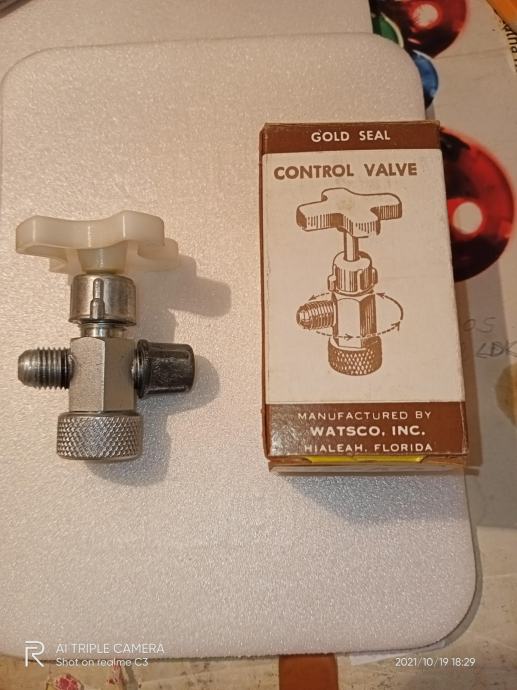 GOLD SEAL
CONTROL VALVE
MANUFACTURED BY
WATSCO, INC.
HIALEAH, FLORIDA
AI TRIPLE CAMERA
Shot on realme C3
2021/10/19 18:29